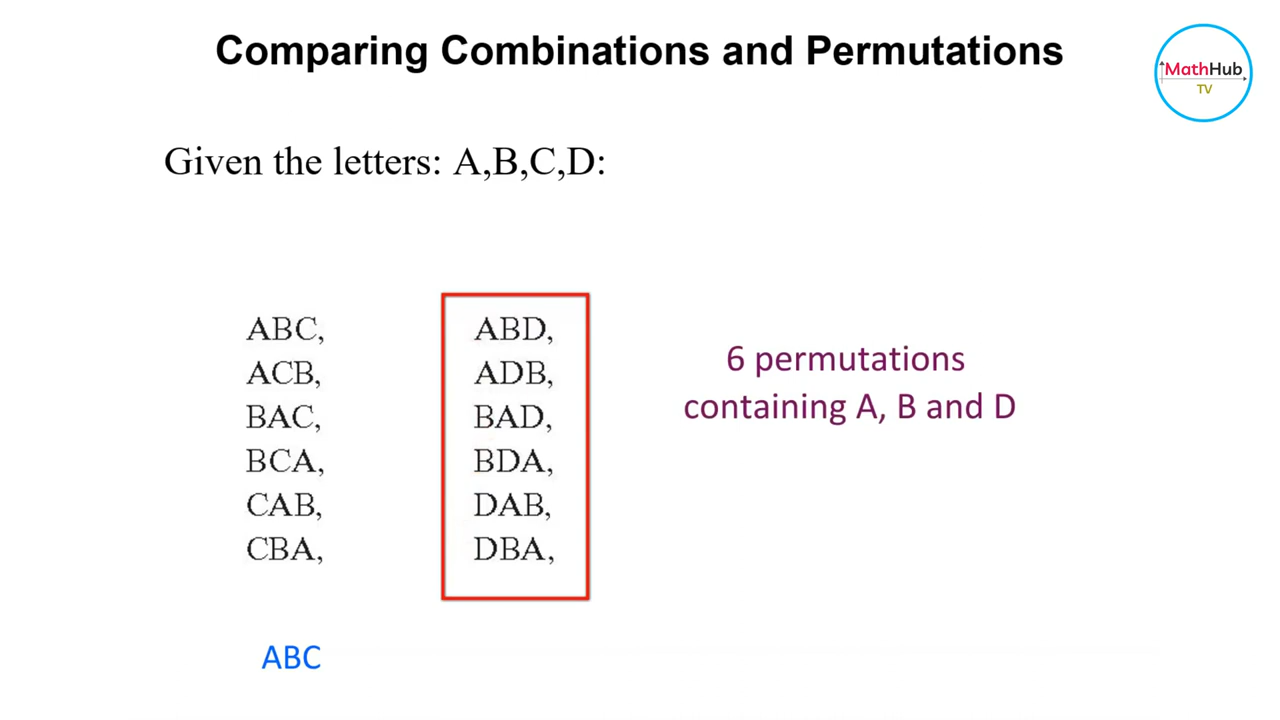 Comparing Combinations and Permutations
MathHub
TV
Given the letters: A,B,C,D:
ABC,
ACB,
BAC,
BCA,
CAB,
CBA,
ABD,
ADB,
BAD,
BDA,
DAB,
DBA,
6 permutations
containing A, B and D
ABC